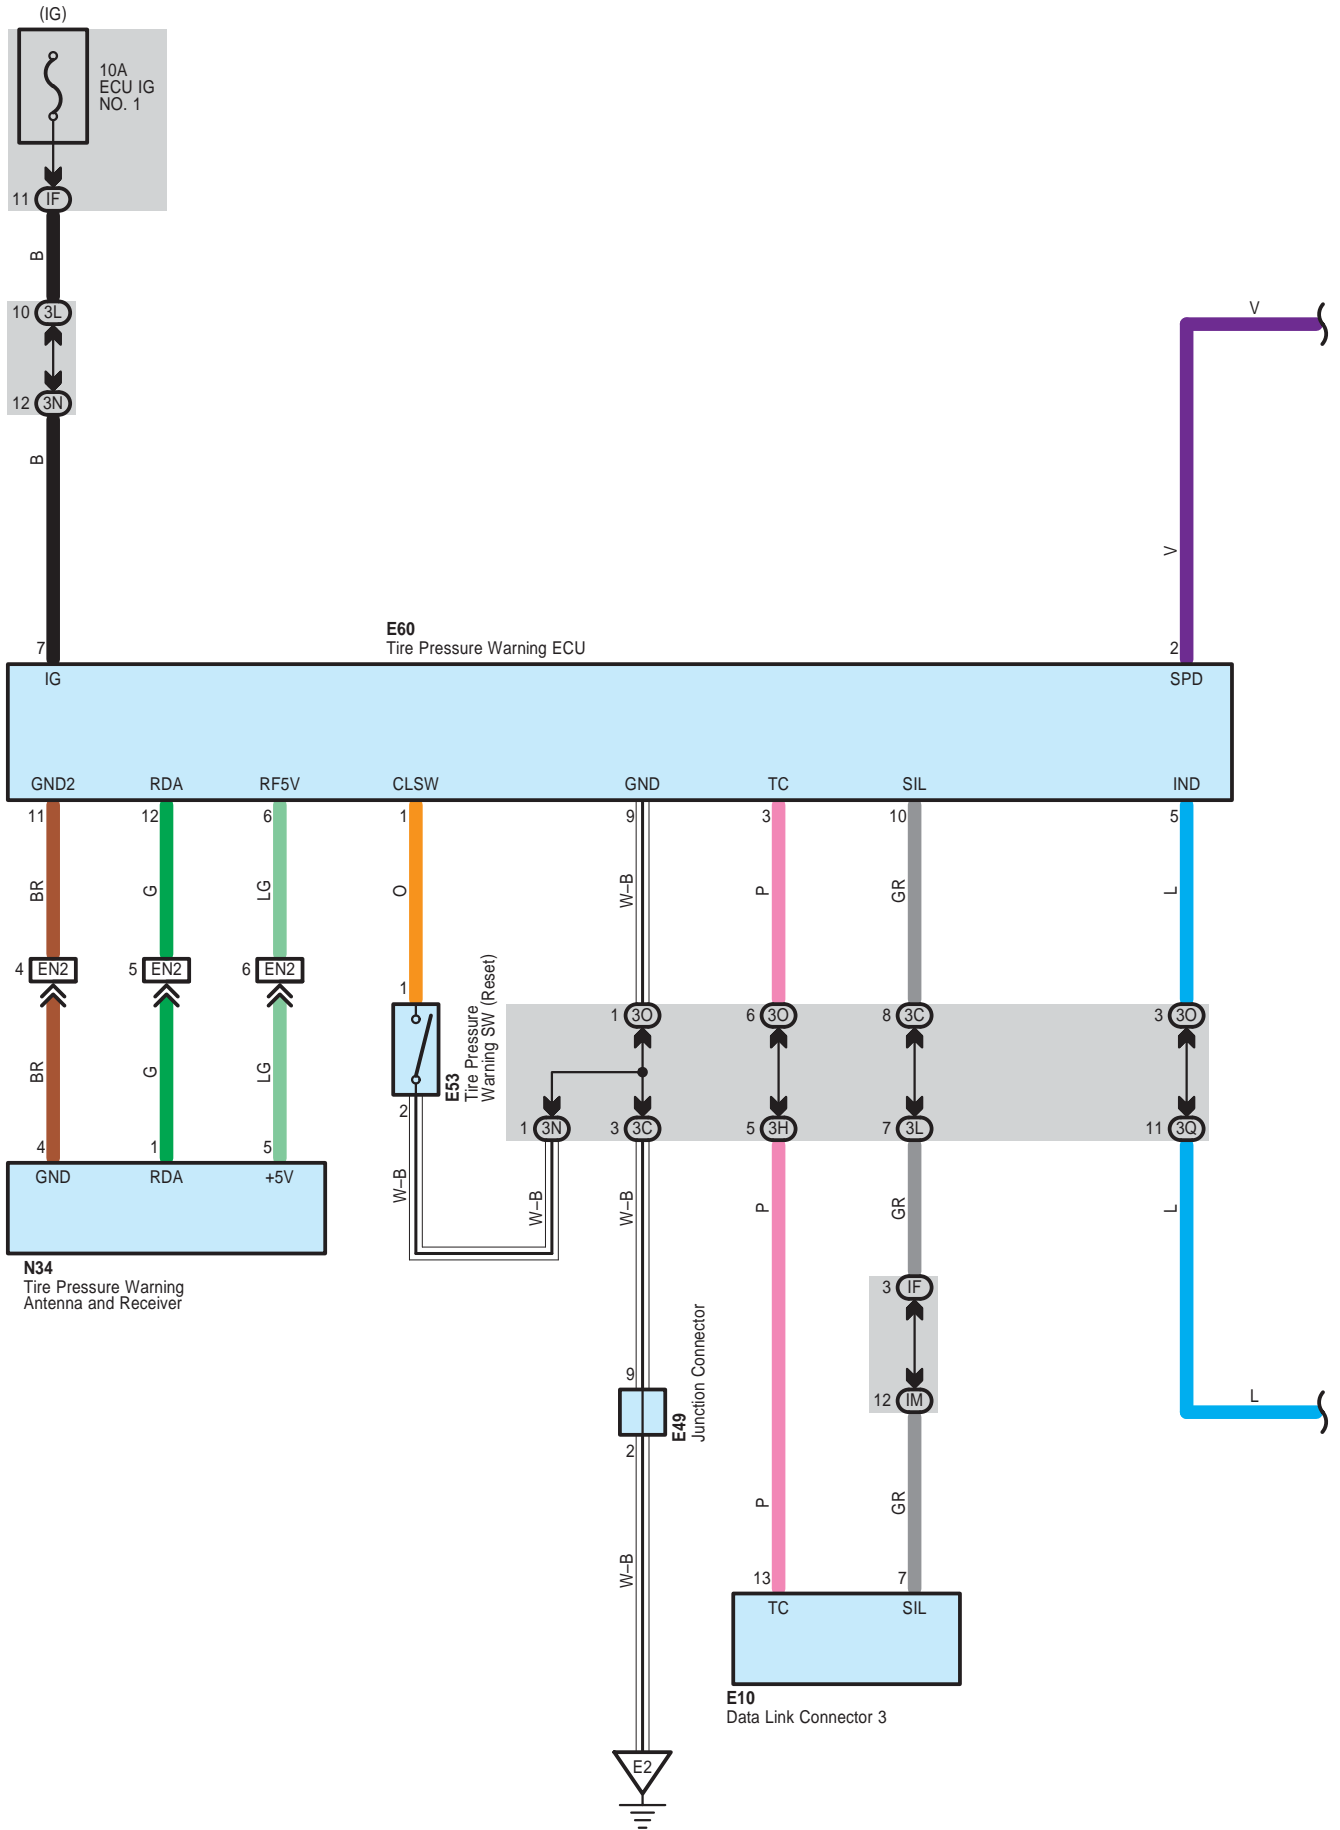 (IG)
10A
ECU IG
NO. 1
11 IF
B
10 3L
12 3N
B
V
V
E60
Tire Pressure Warning ECU
7
2
IG
SPD
GND2 RDA RF5V CLSW GND TC SIL IND
11 12 6 1 9 3 10 5
BR G LG O W–B P GR L
4 EN2 5 EN2 6 EN2
1
E53
Tire Pressure
Warning SW (Reset)
2
1 3O 6 3O 8 3C 3 3O
1 3N 3 3C 5 3H 7 3L 11 3Q
BR G LG
4 1 5
GND RDA +5V
N34
Tire Pressure Warning
Antenna and Receiver
W–B W–B W–B P GR L
3 IF
12 IM
9
E49
Junction Connector
2
L
W–B P GR
13 7
TC SIL
E10
Data Link Connector 3
E2